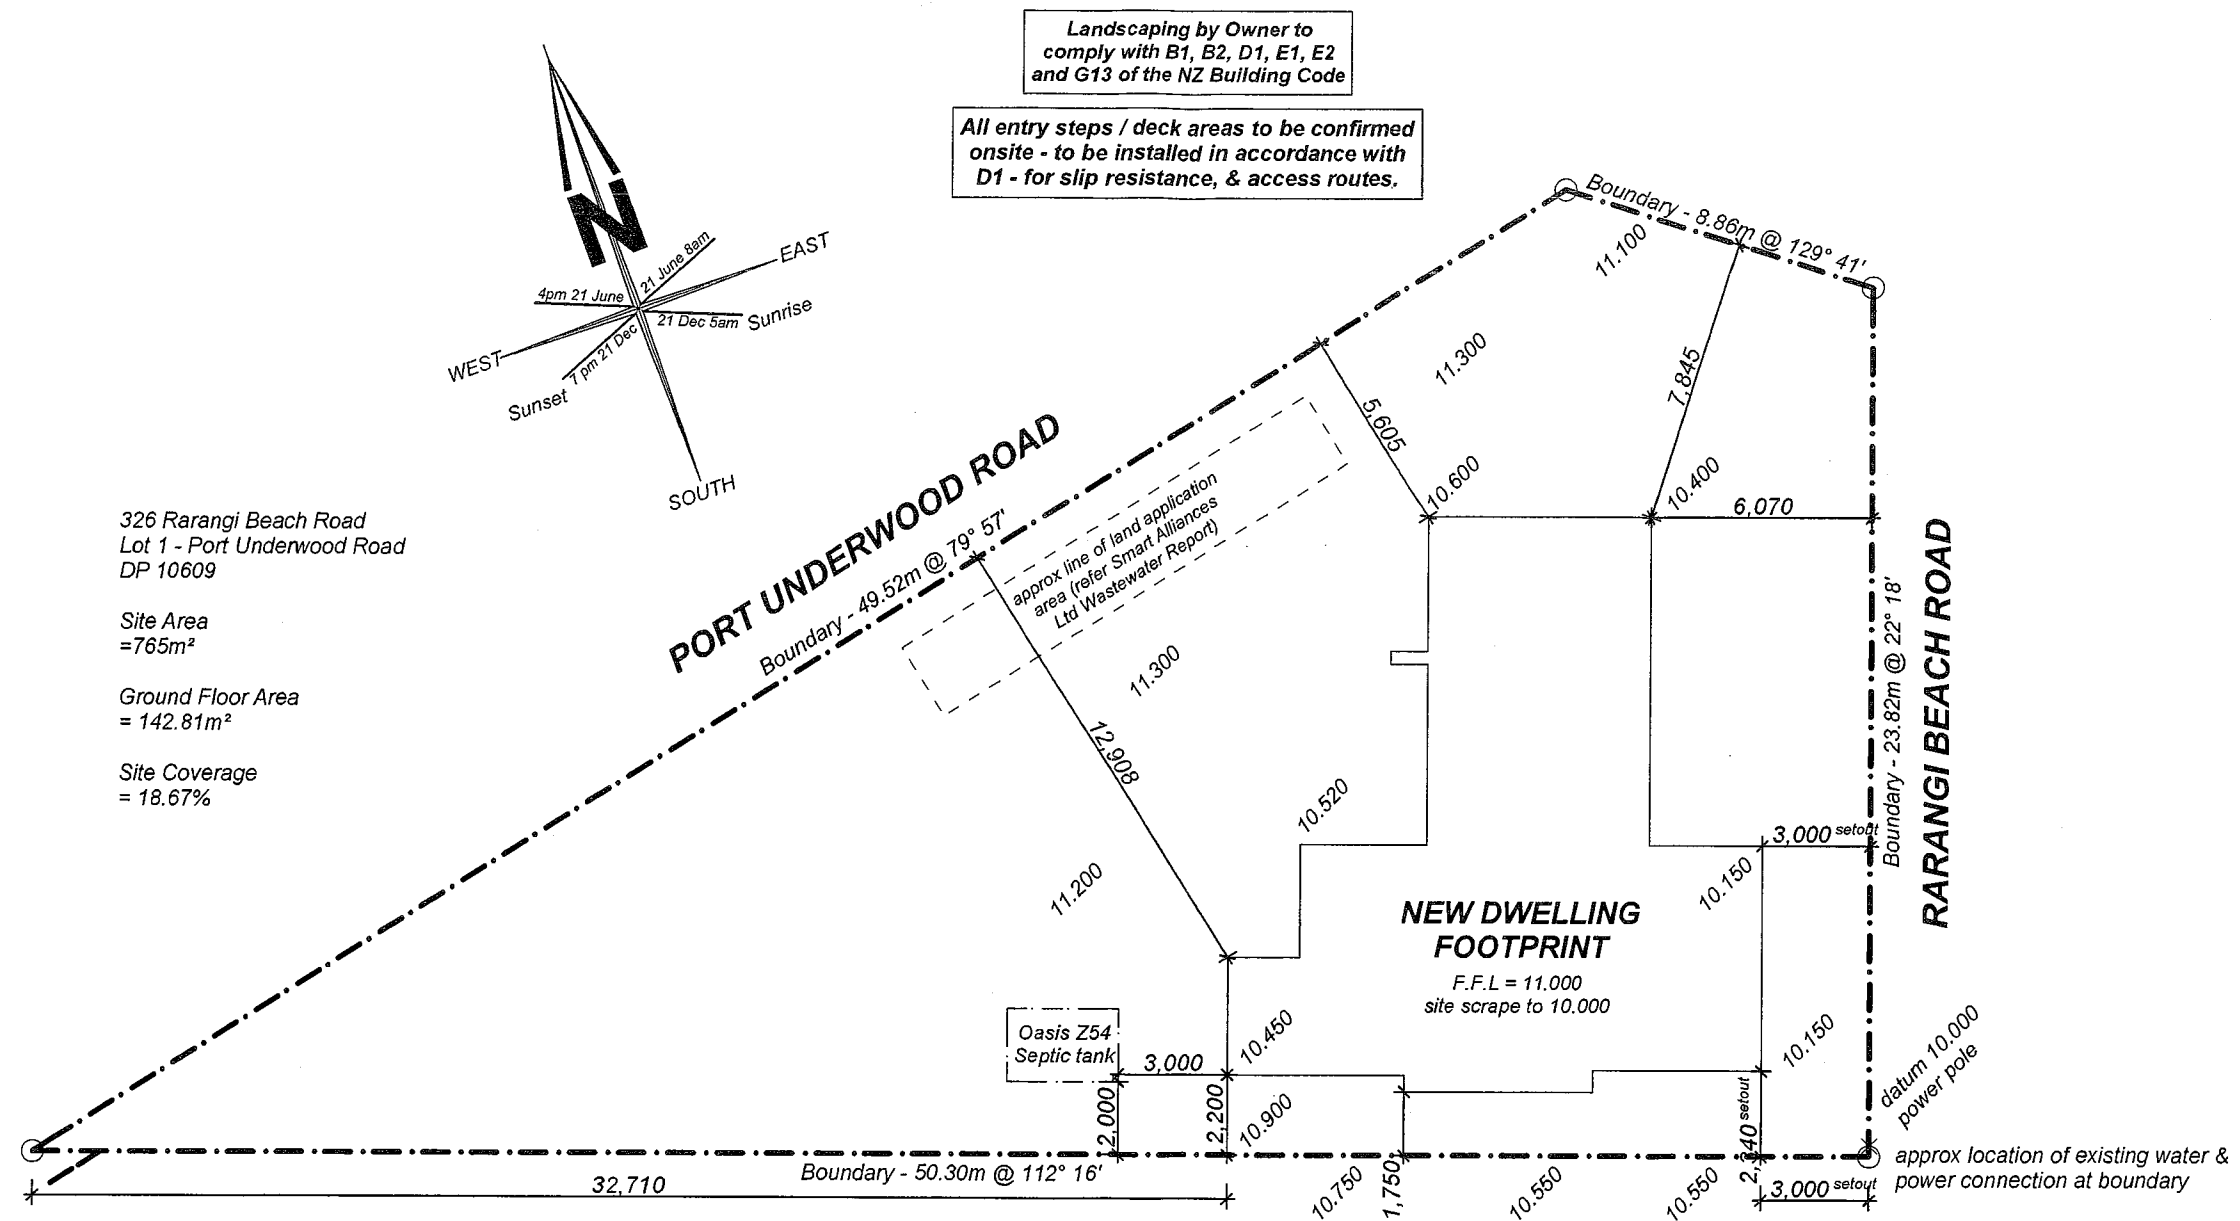 Landscaping by Owner to
comply with B1, B2, D1, E1, E2
and G13 of the NZ Building Code
All entry steps / deck areas to be confirmed
onsite - to be installed in accordance with
D1 - for slip resistance, & access routes.
N
EAST
21 June 8am
4pm 21 June
21 Dec 5am
Sunrise
7 pm 21 Dec
WEST
Sunset
SOUTH
326 Rarangi Beach Road
Lot 1 - Port Underwood Road
DP 10609
Site Area
=765m²
Ground Floor Area
= 142.81m²
Site Coverage
= 18.67%
PORT UNDERWOOD ROAD
Boundary - 49.52m @ 79° 57'
Boundary - 8.86m @ 129° 41'
11.100
11.300
7,845
5,605
10.600
10.400
6,070
approx line of land application
area (refer Smart Alliances
Ltd Wastewater Report)
11.300
12,908
RARANGI BEACH ROAD
Boundary - 23.82m @ 22° 18'
10.520
3,000 setout
11.200
10.150
NEW DWELLING
FOOTPRINT
F.F.L = 11.000
site scrape to 10.000
Oasis Z54
Septic tank
3,000
10.450
10.150
datum 10.000
power pole
2,000
2,200
10.900
2,340 setout
approx location of existing water &
power connection at boundary
Boundary - 50.30m @ 112° 16'
32,710
10.750
1,750
10.550
10.550
3,000 setout